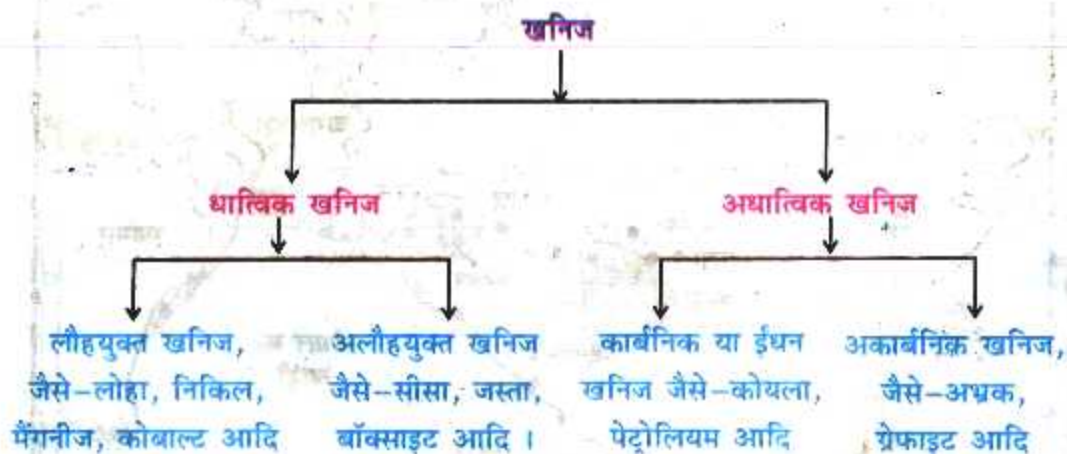 खनिज
धात्विक खनिज
अधात्विक खनिज
लौहयुक्त खनिज,
जैसे-लोहा, निकिल,
मैंगनीज, कोबाल्ट आदि
अलौहयुक्त खनिज
जैसे-सीसा, जस्ता,
बॉक्साइट आदि ।
कार्बनिक या ईंधन
खनिज जैसे-कोयला,
पेट्रोलियम आदि
अकार्बनिक खनिज,
जैसे-अभ्रक,
ग्रेफाइट आदि